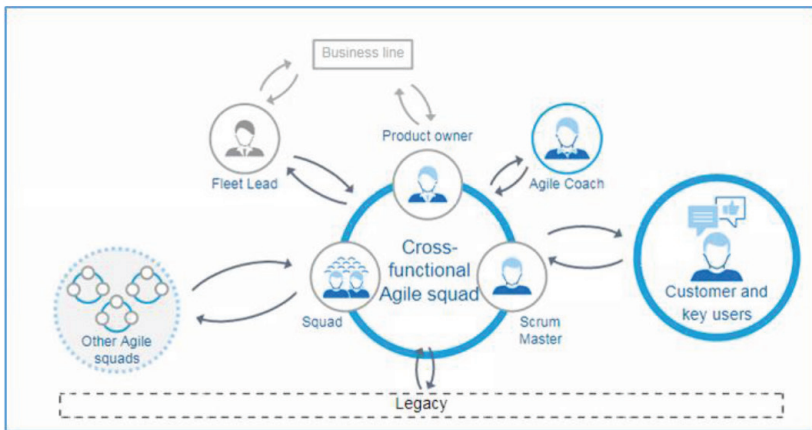 Business line
Product owner
Fleet Lead
Agile Coach
Cross-
functional
Agile squad
Squad
Scrum
Master
Customer and
key users
Other Agile
squads
Legacy